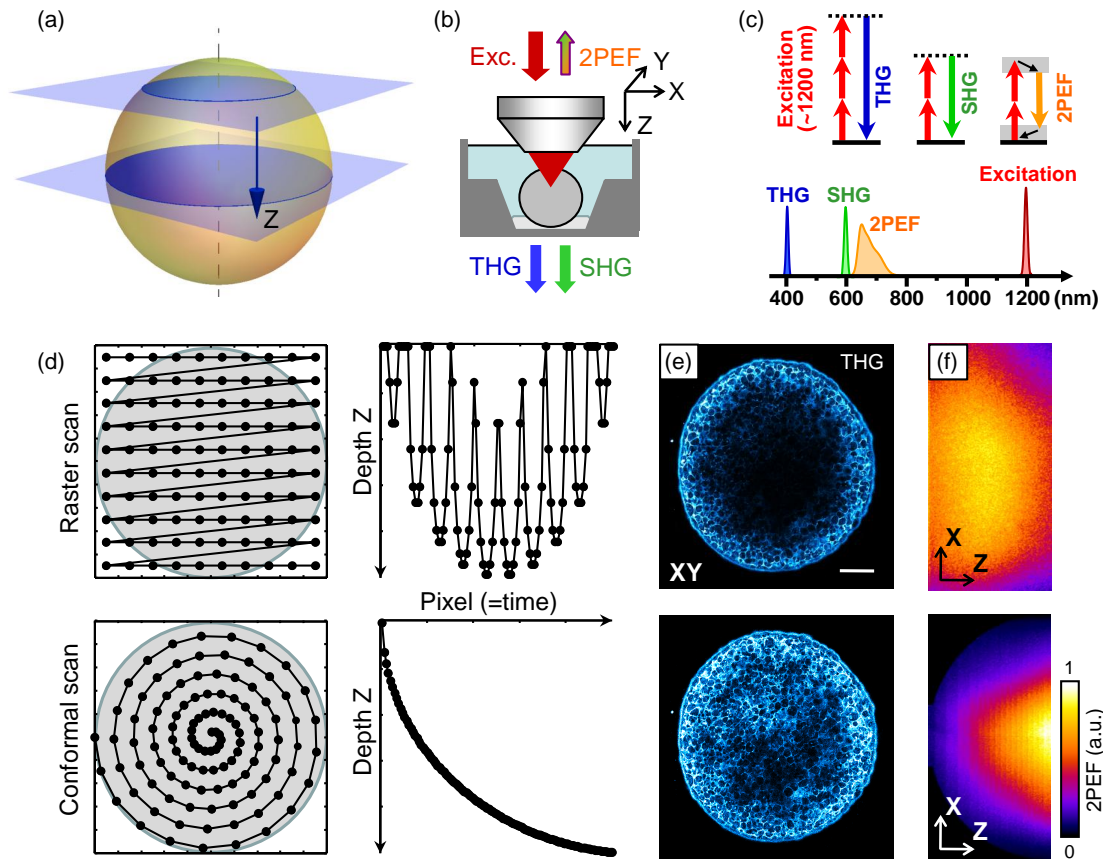 (a)
Z
(b)
Exc.
2PEF
Y
X
Z
THG
SHG
(c)
Excitation
(~1200 nm)
THG
SHG
2PEF
THG
SHG
2PEF
Excitation
400
600
800
1000
1200
(nm)
(d)
Raster scan
Depth Z
Pixel (=time)
Conformal scan
Depth Z
(e)
THG
XY
(f)
X
Z
X
Z
1
2PEF (a.u.)
0